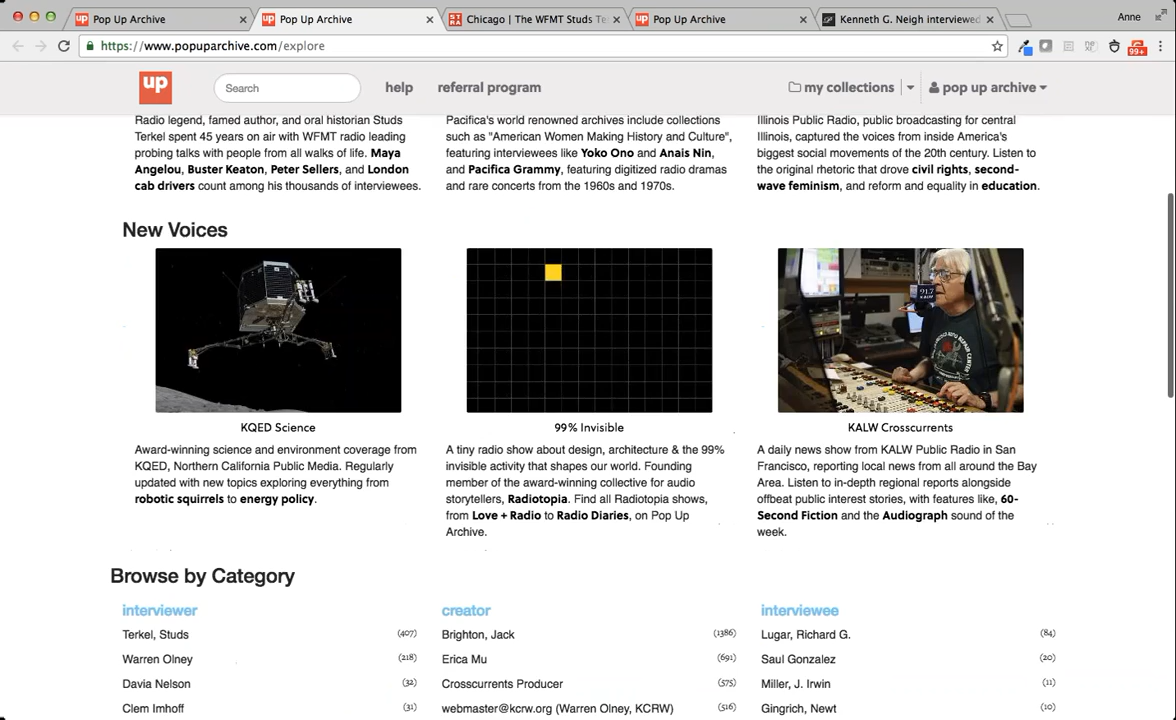 Pop Up Archive
Pop Up Archive
Chicago | The WFMT Studs Te
Pop Up Archive
Kenneth G. Neigh interviewed
Anne
https://www.popuparchive.com/explore
99+
up
Search
help
referral program
my collections
pop up archive
Radio legend, famed author, and oral historian Studs
Terkel spent 45 years on air with WFMT radio leading
probing talks with people from all walks of life. Maya
Angelou, Buster Keaton, Peter Sellers, and London
cab drivers count among his thousands of interviewees.
Pacifica's world renowned archives include collections
such as "American Women Making History and Culture",
featuring interviewees like Yoko Ono and Anais Nin,
and Pacifica Grammy, featuring digitized radio dramas
and rare concerts from the 1960s and 1970s.
Illinois Public Radio, public broadcasting for central
Illinois, captured the voices from inside America's
biggest social movements of the 20th century. Listen to
the original rhetoric that drove civil rights, second-
wave feminism, and reform and equality in education.
New Voices
91.7
KQED Science
Award-winning science and environment coverage from
KQED, Northern California Public Media. Regularly
updated with new topics exploring everything from
robotic squirrels to energy policy.
99% Invisible
A tiny radio show about design, architecture & the 99%
invisible activity that shapes our world. Founding
member of the award-winning collective for audio
storytellers, Radiotopia. Find all Radiotopia shows,
from Love + Radio to Radio Diaries, on Pop Up
Archive.
KALW Crosscurrents
A daily news show from KALW Public Radio in San
Francisco, reporting local news from all around the Bay
Area. Listen to in-depth regional reports alongside
offbeat public interest stories, with features like, 60-
Second Fiction and the Audiograph sound of the
week.
Browse by Category
interviewer
Terkel, Studs (407)
Warren Olney (218)
Davia Nelson (32)
Clem Imhoff (31)
creator
Brighton, Jack (1386)
Erica Mu (691)
Crosscurrents Producer (575)
webmaster@kcrw.org (Warren Olney, KCRW) (516)
interviewee
Lugar, Richard G. (84)
Saul Gonzalez (20)
Miller, J. Irwin (11)
Gingrich, Newt (10)